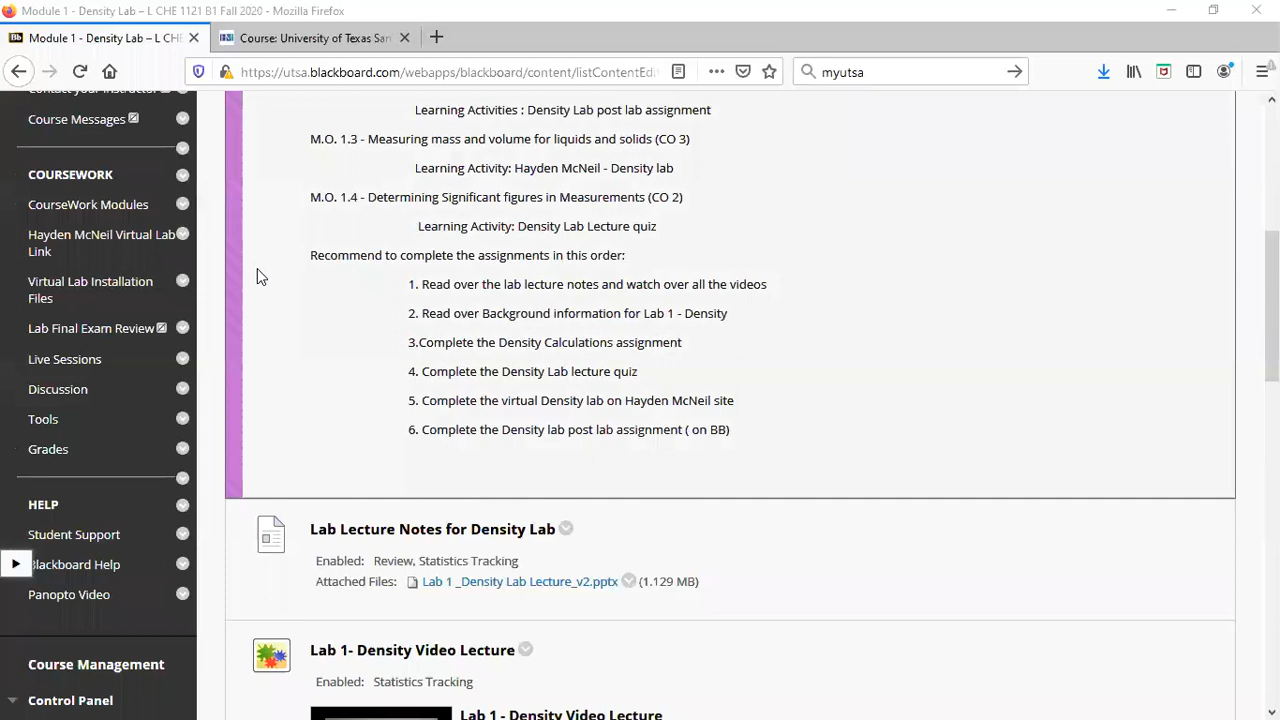 Module 1 - Density Lab – L CHE 1121 B1 Fall 2020 - Mozilla Firefox
Module 1 - Density Lab – L CHE
Course: University of Texas San
https://utsa.blackboard.com/webapps/blackboard/content/listContentEdi
myutsa
Course Messages
COURSEWORK
CourseWork Modules
Hayden McNeil Virtual Lab
Link
Virtual Lab Installation
Files
Lab Final Exam Review
Live Sessions
Discussion
Tools
Grades
HELP
Student Support
Blackboard Help
Panopto Video
Course Management
Control Panel
Learning Activities : Density Lab post lab assignment
M.O. 1.3 - Measuring mass and volume for liquids and solids (CO 3)
Learning Activity: Hayden McNeil - Density lab
M.O. 1.4 - Determining Significant figures in Measurements (CO 2)
Learning Activity: Density Lab Lecture quiz
Recommend to complete the assignments in this order:
1. Read over the lab lecture notes and watch over all the videos
2. Read over Background information for Lab 1 - Density
3.Complete the Density Calculations assignment
4. Complete the Density Lab lecture quiz
5. Complete the virtual Density lab on Hayden McNeil site
6. Complete the Density lab post lab assignment ( on BB)
Lab Lecture Notes for Density Lab
Enabled: Review, Statistics Tracking
Attached Files: Lab 1 _Density Lab Lecture_v2.pptx (1.129 MB)
Lab 1- Density Video Lecture
Enabled: Statistics Tracking
Lab 1 - Density Video Lecture